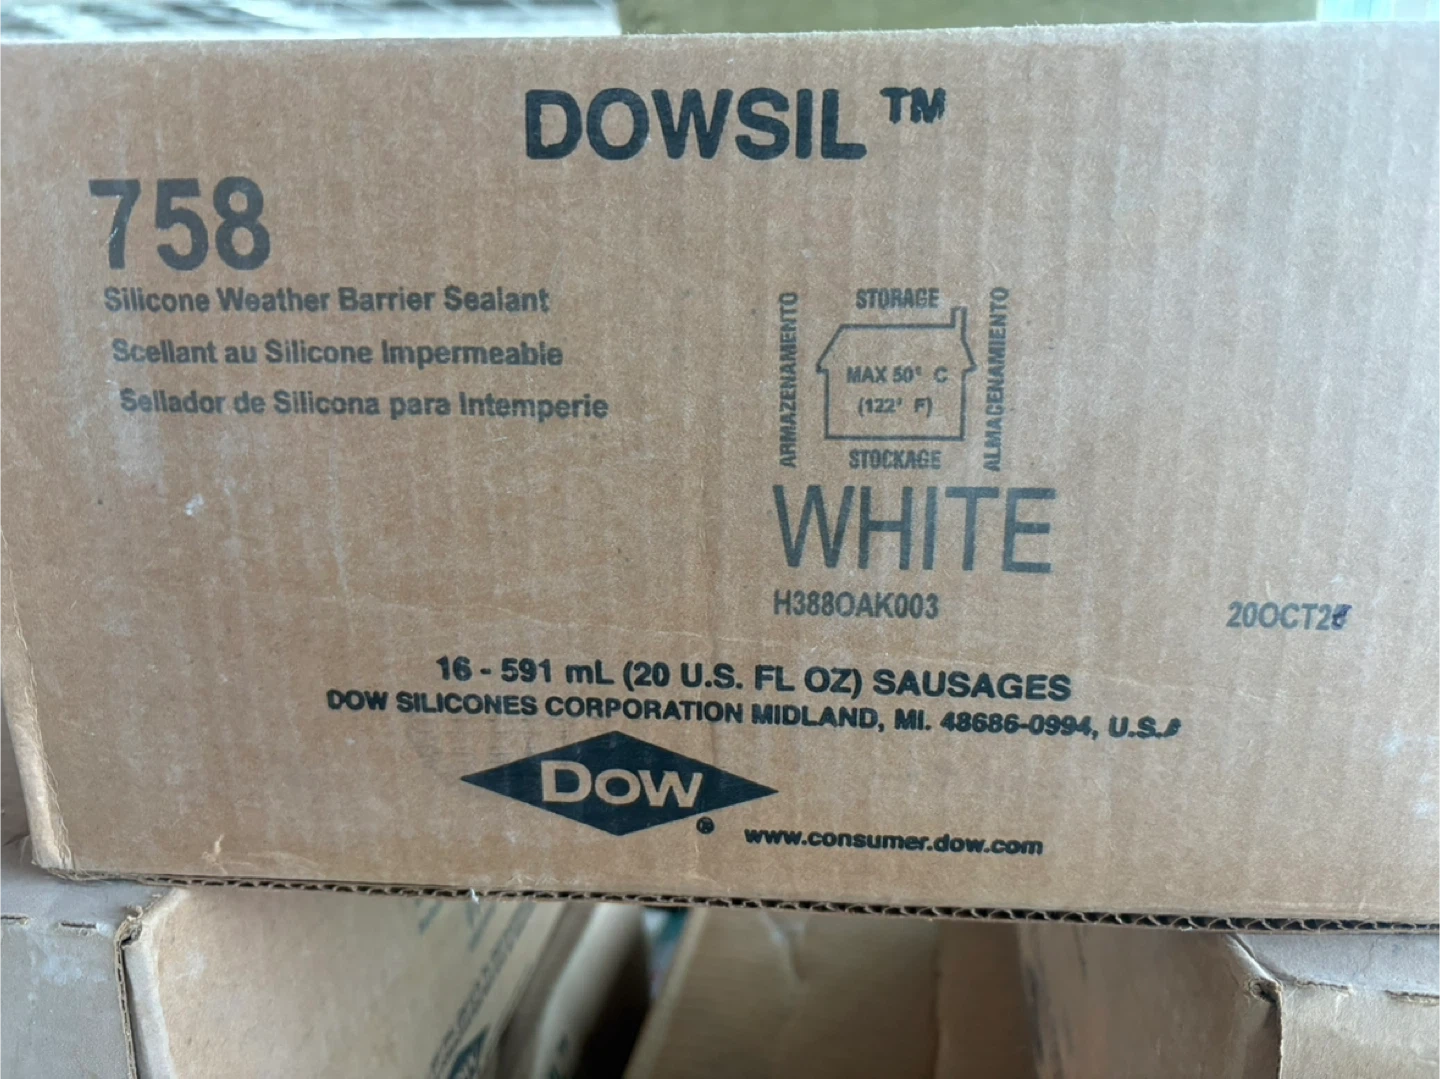 DOWSIL™
758
Silicone Weather Barrier Sealant
Scellant au Silicone Impermeable
Sellador de Silicona para Intemperie
STORAGE
ARMAZENAMENTO
MAX 50° C
(122° F)
ALMACENAMIENTO
STOCKAGE
WHITE
H388OAK003
16 - 591 mL (20 U.S. FL OZ) SAUSAGES
DOW SILICONES CORPORATION MIDLAND, MI. 48686-0994, U.S.A
DOW
®
www.consumer.dow.com